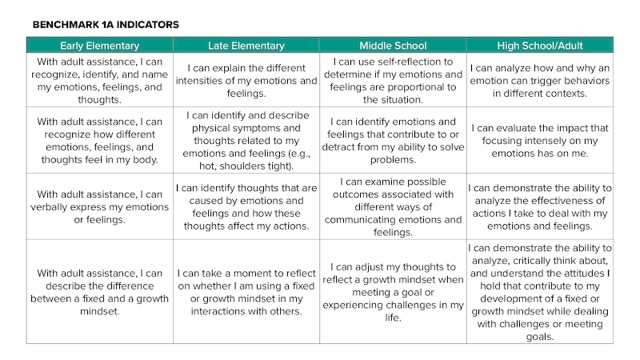 BENCHMARK 1A INDICATORS
Early Elementary
Late Elementary
Middle School
High School/Adult
With adult assistance, I can
recognize, identify, and name
my emotions, feelings, and
thoughts.
I can explain the different
intensities of my emotions and
feelings.
I can use self-reflection to
determine if my emotions and
feelings are proportional to
the situation.
I can analyze how and why an
emotion can trigger behaviors
in different contexts.
With adult assistance, I can
recognize how different
emotions, feelings, and
thoughts feel in my body.
I can identify and describe
physical symptoms and
thoughts related to my
emotions and feelings (e.g.,
hot, shoulders tight).
I can identify emotions and
feelings that contribute to or
detract from my ability to solve
problems.
I can evaluate the impact that
focusing intensely on my
emotions has on me.
With adult assistance, I can
verbally express my emotions
or feelings.
I can identify thoughts that are
caused by emotions and
feelings and how these
thoughts affect my actions.
I can examine possible
outcomes associated with
different ways of
communicating emotions and
feelings.
I can demonstrate the ability to
analyze the effectiveness of
actions I take to deal with my
emotions and feelings.
With adult assistance, I can
describe the difference
between a fixed and a growth
mindset.
I can take a moment to reflect
on whether I am using a fixed
or growth mindset in my
interactions with others.
I can adjust my thoughts to
reflect a growth mindset when
meeting a goal or
experiencing challenges in my
life.
I can demonstrate the ability to
analyze, critically think about,
and understand the attitudes I
hold that contribute to my
development of a fixed or
growth mindset while dealing
with challenges or meeting
goals.